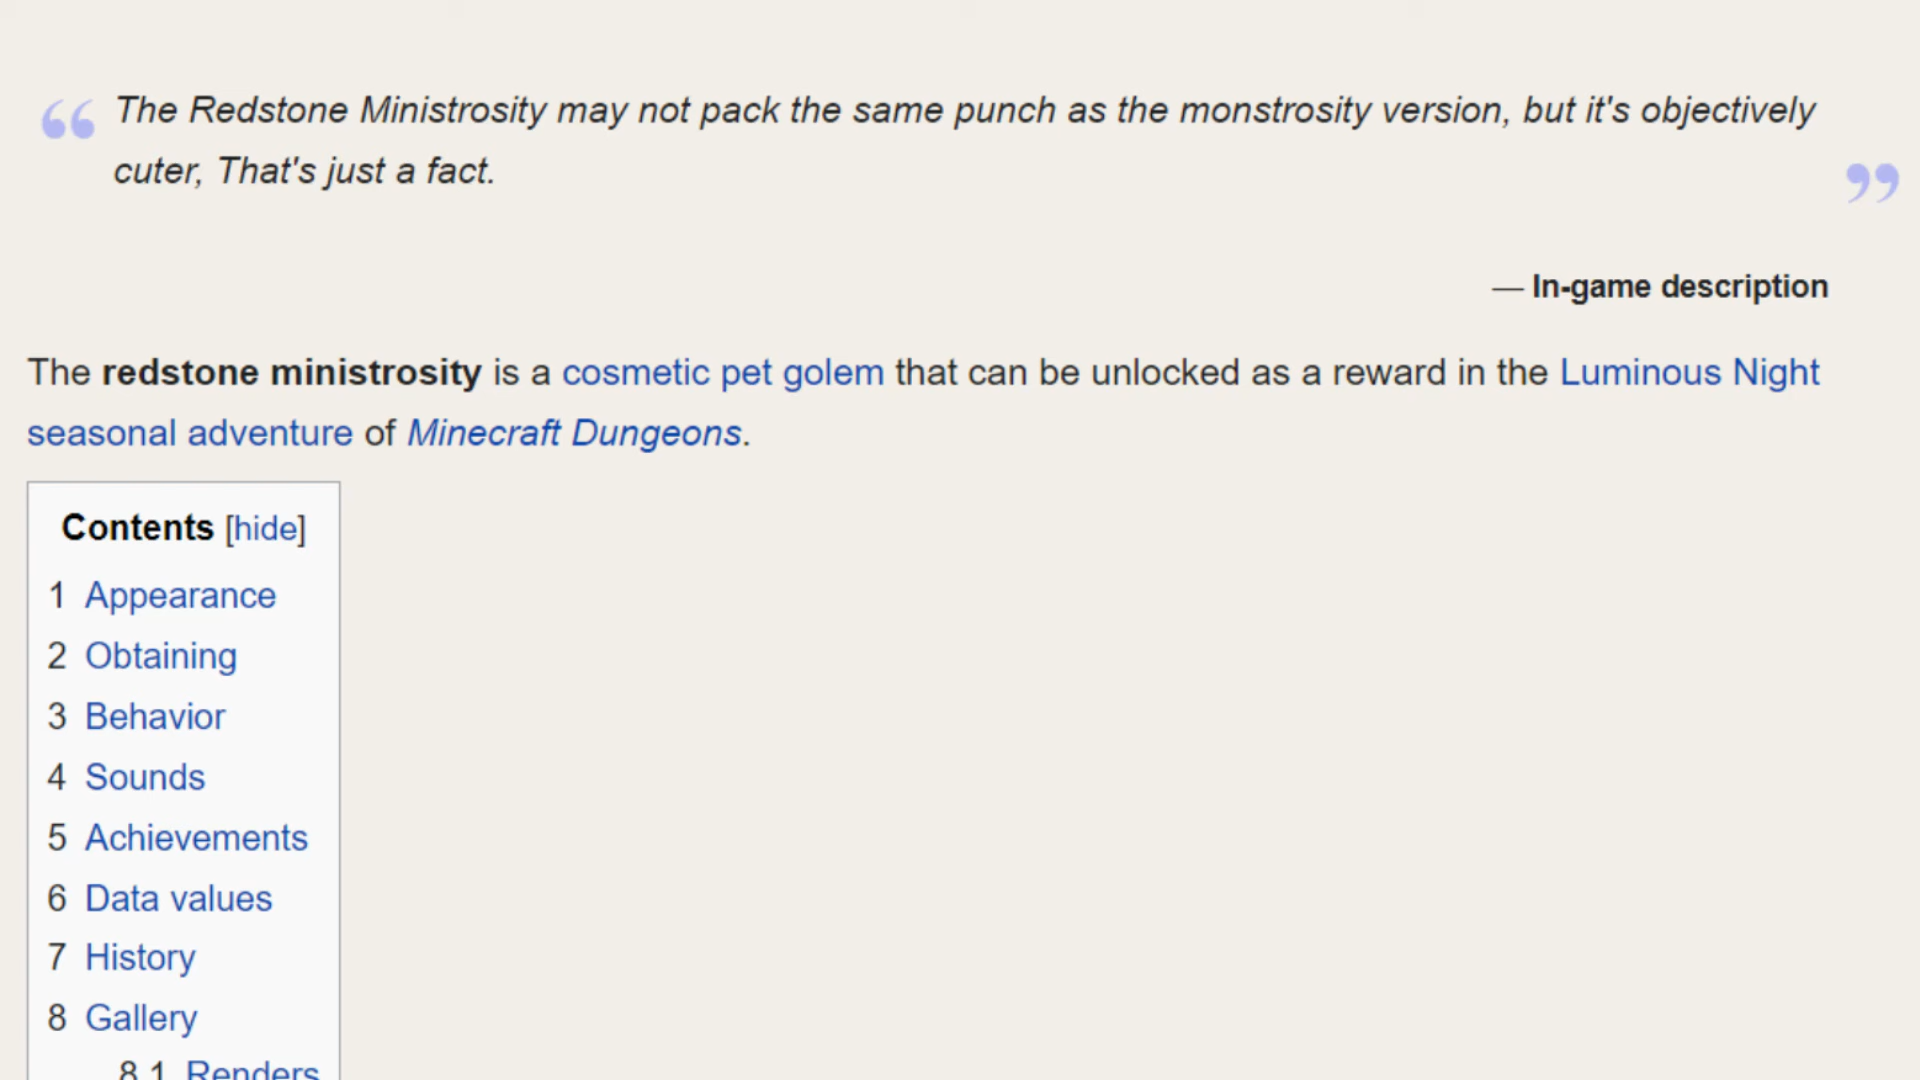 “ The Redstone Ministrosity may not pack the same punch as the monstrosity version, but it's objectively
cuter, That's just a fact. ”
— In-game description
The redstone ministrosity is a cosmetic pet golem that can be unlocked as a reward in the Luminous Night
seasonal adventure of Minecraft Dungeons.
Contents [hide]
1 Appearance
2 Obtaining
3 Behavior
4 Sounds
5 Achievements
6 Data values
7 History
8 Gallery
8.1 Renders